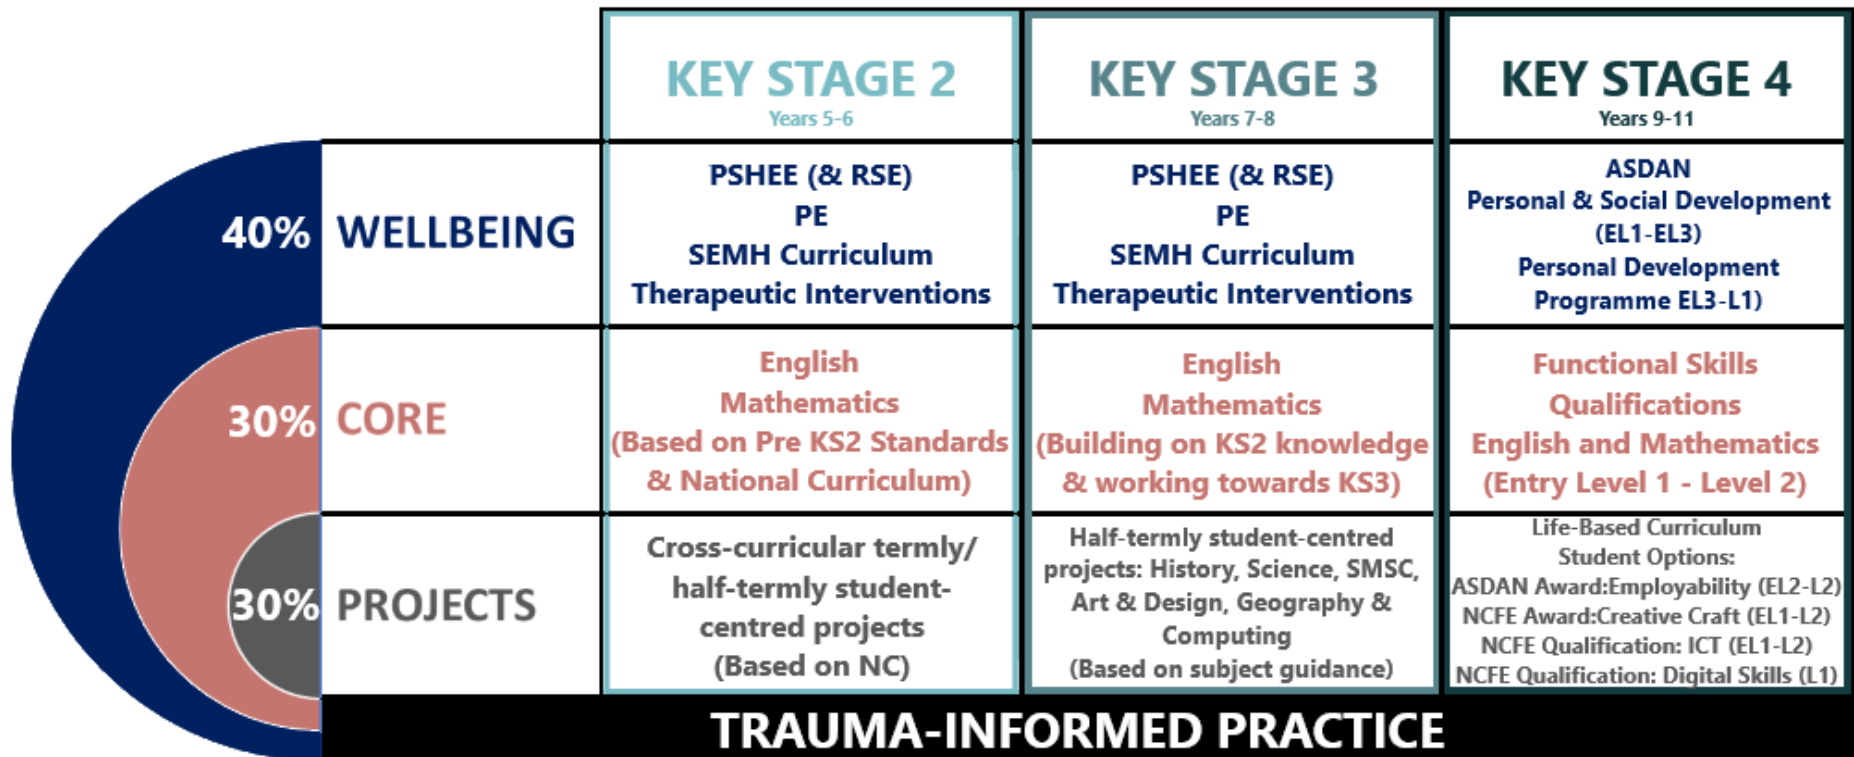 KEY STAGE 2
Years 5-6
KEY STAGE 3
Years 7-8
KEY STAGE 4
Years 9-11
40%
WELLBEING
PSHEE (& RSE)
PE
SEMH Curriculum
Therapeutic Interventions
PSHEE (& RSE)
PE
SEMH Curriculum
Therapeutic Interventions
ASDAN
Personal & Social Development
(EL1-EL3)
Personal Development
Programme EL3-L1)
30%
CORE
English
Mathematics
(Based on Pre KS2 Standards
& National Curriculum)
English
Mathematics
(Building on KS2 knowledge
& working towards KS3)
Functional Skills
Qualifications
English and Mathematics
(Entry Level 1 - Level 2)
30%
PROJECTS
Cross-curricular termly/
half-termly student-
centred projects
(Based on NC)
Half-termly student-centred
projects: History, Science, SMSC,
Art & Design, Geography &
Computing
(Based on subject guidance)
Life-Based Curriculum
Student Options:
ASDAN Award:Employability (EL2-L2)
NCFE Award:Creative Craft (EL1-L2)
NCFE Qualification: ICT (EL1-L2)
NCFE Qualification: Digital Skills (L1)
TRAUMA-INFORMED PRACTICE